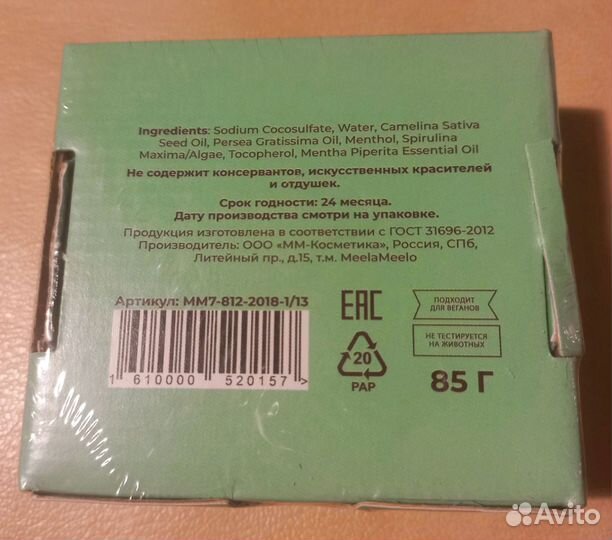 Ingredients: Sodium Cocosulfate, Water, Camelina Sativa
Seed Oil, Persea Gratissima Oil, Menthol, Spirulina
Maxima/Algae, Tocopherol, Mentha Piperita Essential Oil
Не содержит консервантов, искусственных красителей
и отдушек.
Срок годности: 24 месяца.
Дату производства смотри на упаковке.
Продукция изготовлена в соответствии с ГОСТ 31696-2012
Производитель: ООО «ММ-Косметика», Россия, СПб,
Литейный пр., д.15, т.м. MeelaMeelo
Артикул: ММ7-812-2018-1/13
1 610000 520157 >
EAC
20
PAP
ПОДХОДИТ
ДЛЯ ВЕГАНОВ
НЕ ТЕСТИРУЕТСЯ
НА ЖИВОТНЫХ
85 Г
Avito